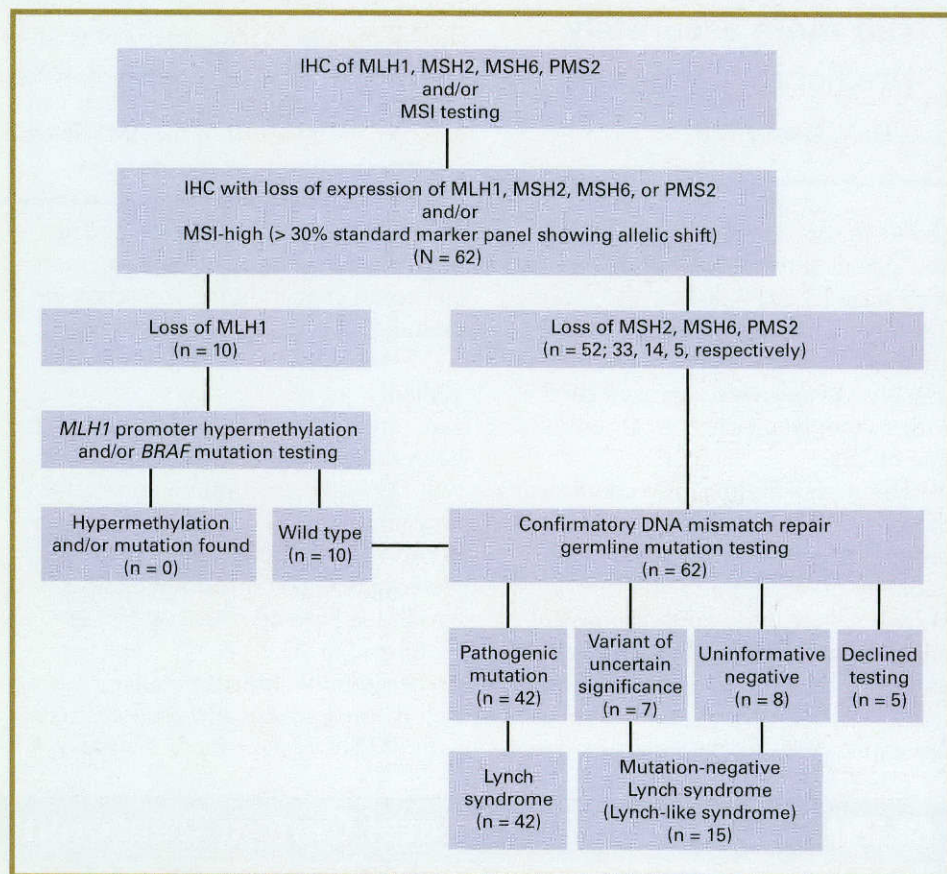 IHC of MLH1, MSH2, MSH6, PMS2
and/or
MSI testing
IHC with loss of expression of MLH1, MSH2, MSH6, or PMS2
and/or
MSI-high (> 30% standard marker panel showing allelic shift)
(N = 62)
Loss of MLH1
(n = 10)
Loss of MSH2, MSH6, PMS2
(n = 52; 33, 14, 5, respectively)
MLH1 promoter hypermethylation
and/or BRAF mutation testing
Hypermethylation
and/or mutation found
(n = 0)
Wild type
(n = 10)
Confirmatory DNA mismatch repair
germline mutation testing
(n = 62)
Pathogenic
mutation
(n = 42)
Variant of
uncertain
significance
(n = 7)
Uninformative
negative
(n = 8)
Declined
testing
(n = 5)
Lynch
syndrome
(n = 42)
Mutation-negative
Lynch syndrome
(Lynch-like syndrome)
(n = 15)